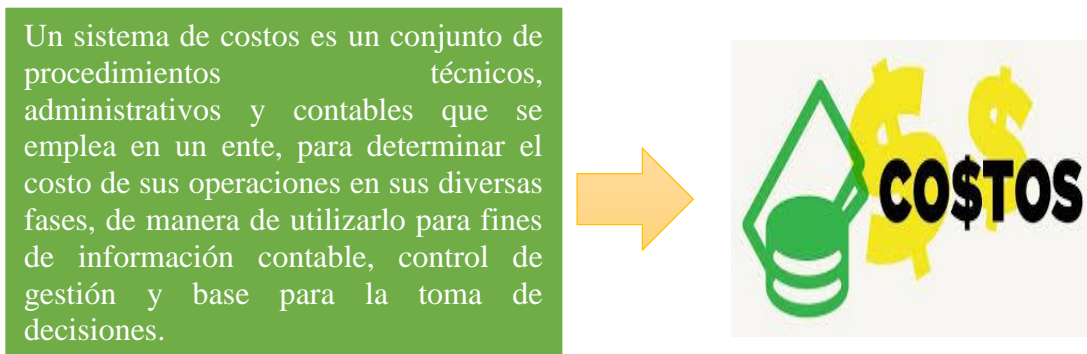 Un sistema de costos es un conjunto de
procedimientos técnicos,
administrativos y contables que se
emplea en un ente, para determinar el
costo de sus operaciones en sus diversas
fases, de manera de utilizarlo para fines
de información contable, control de
gestión y base para la toma de
decisiones.
$ $
CO$TOS